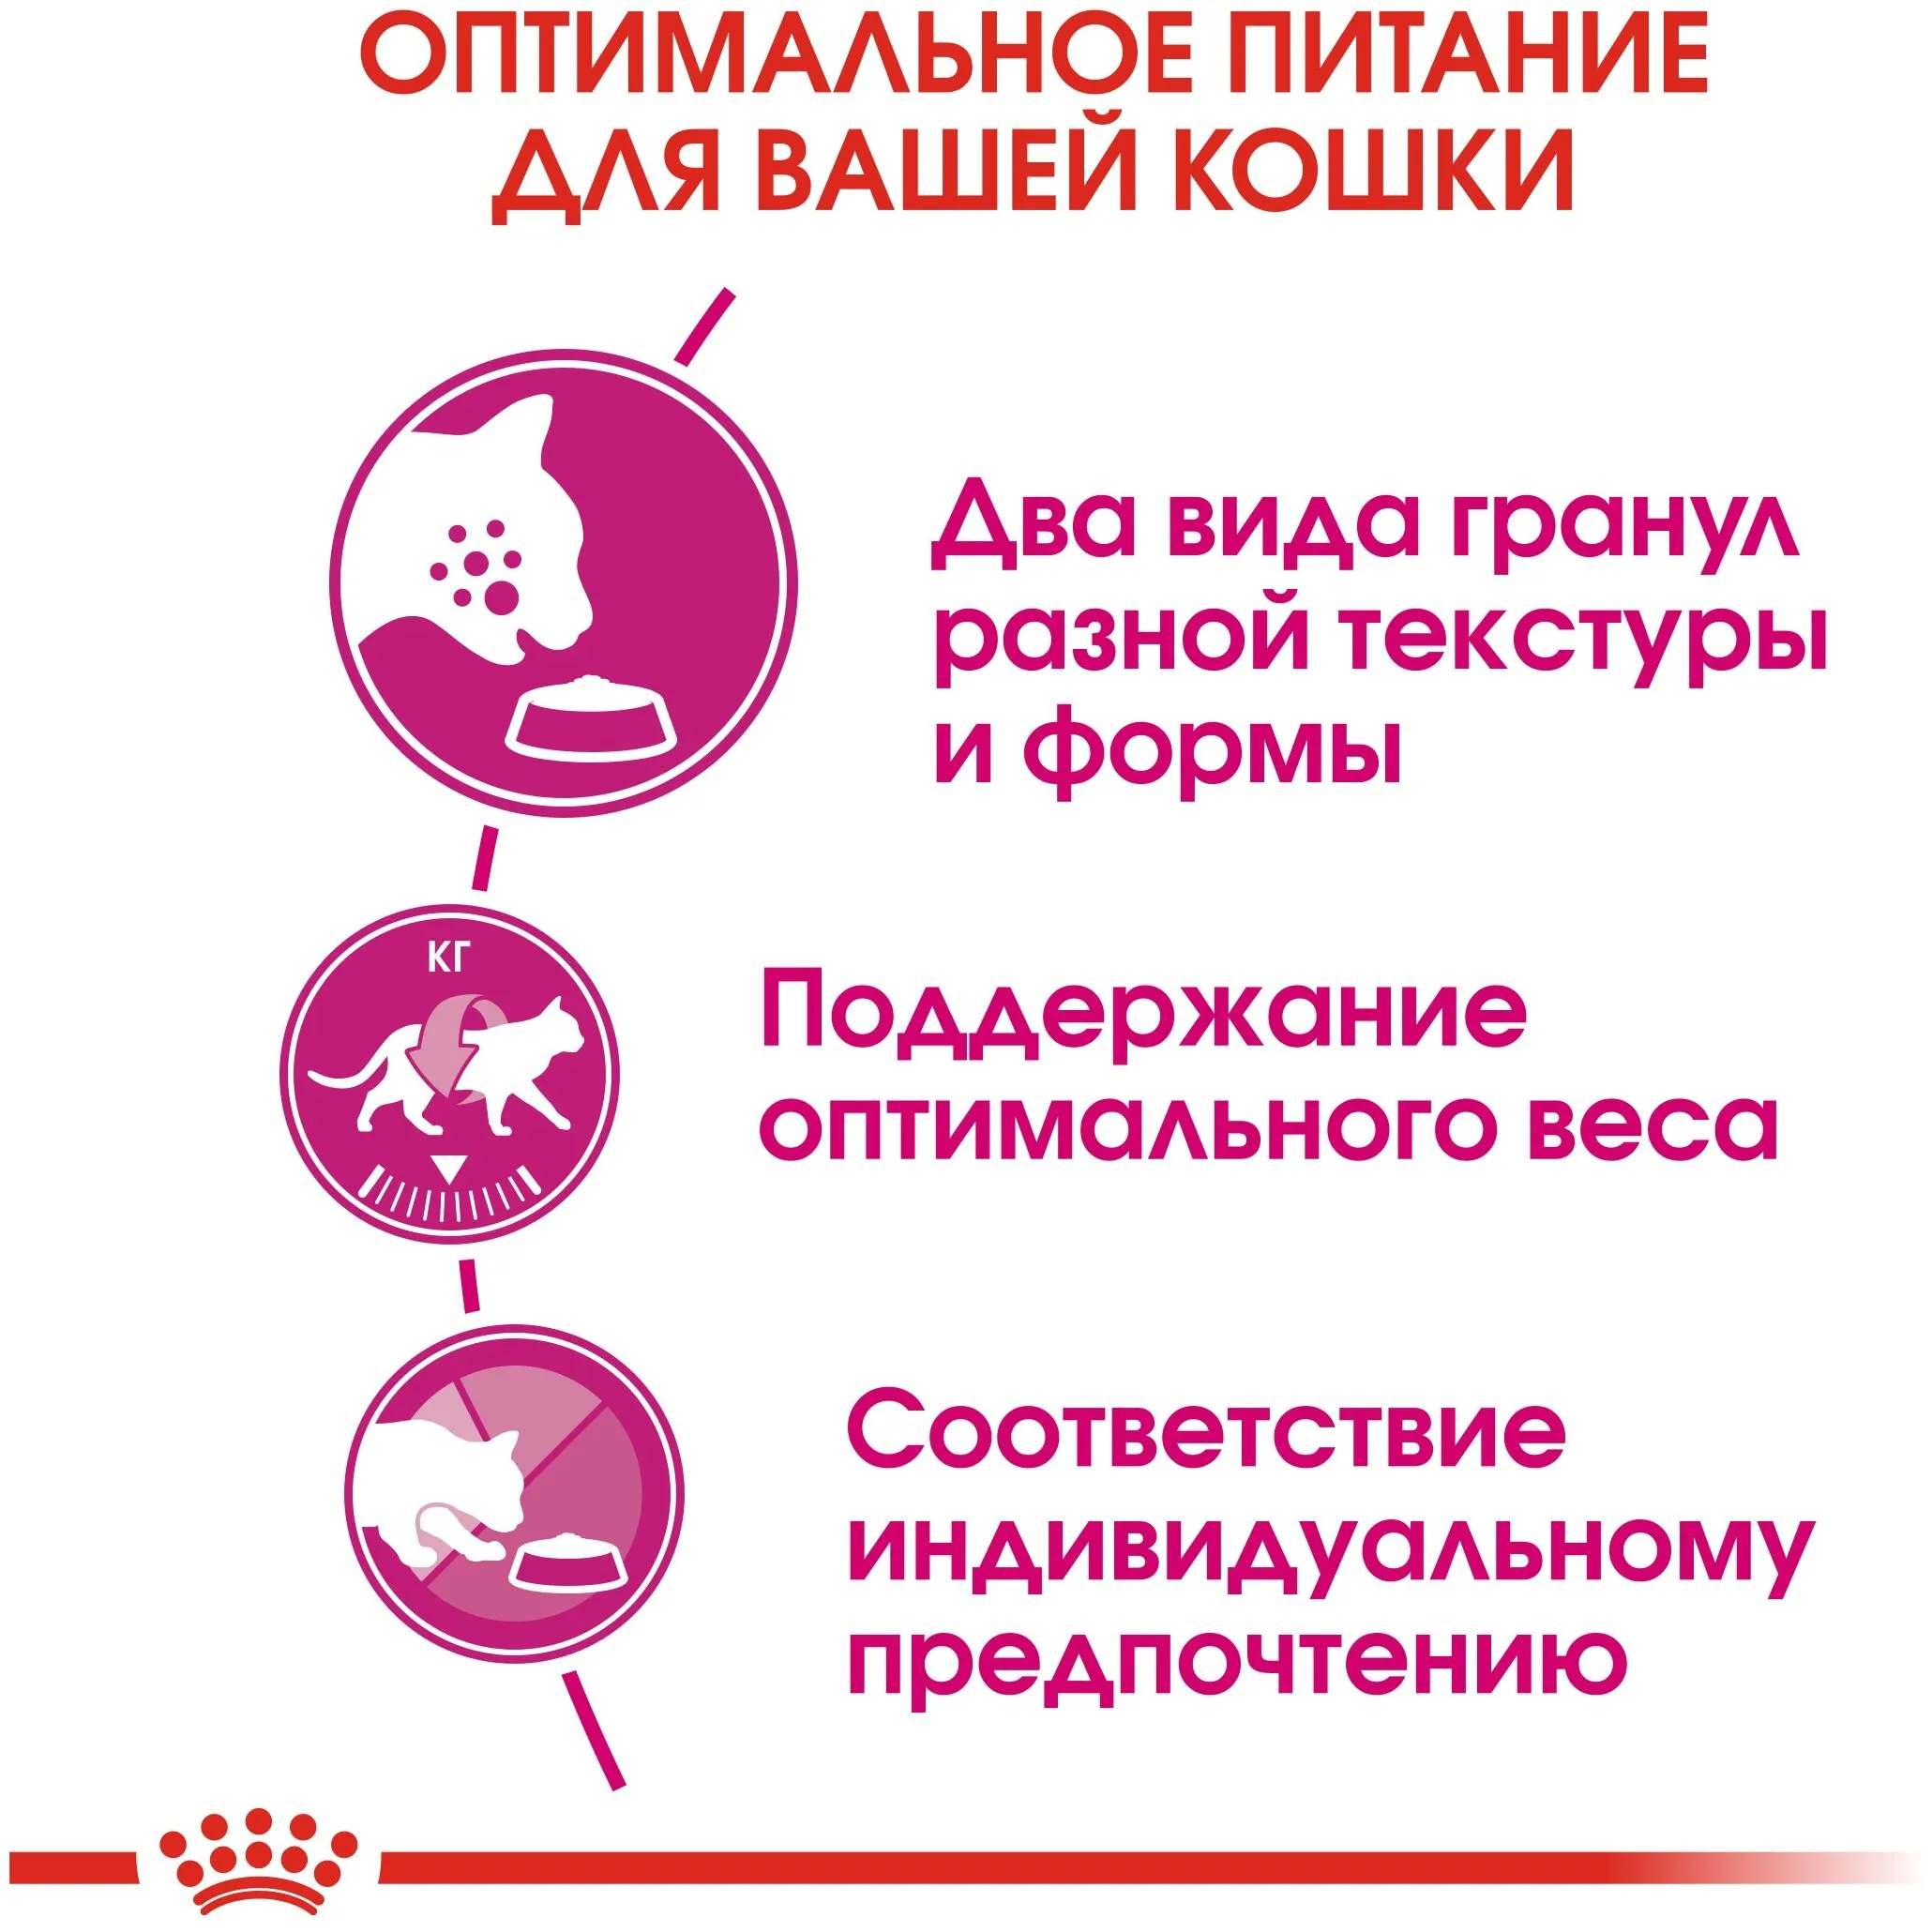 ОПТИМАЛЬНОЕ ПИТАНИЕ
ДЛЯ ВАШЕЙ КОШКИ
Два вида гранул
разной текстуры
и формы
КГ
Поддержание
оптимального веса
Соответствие
индивидуальному
предпочтению